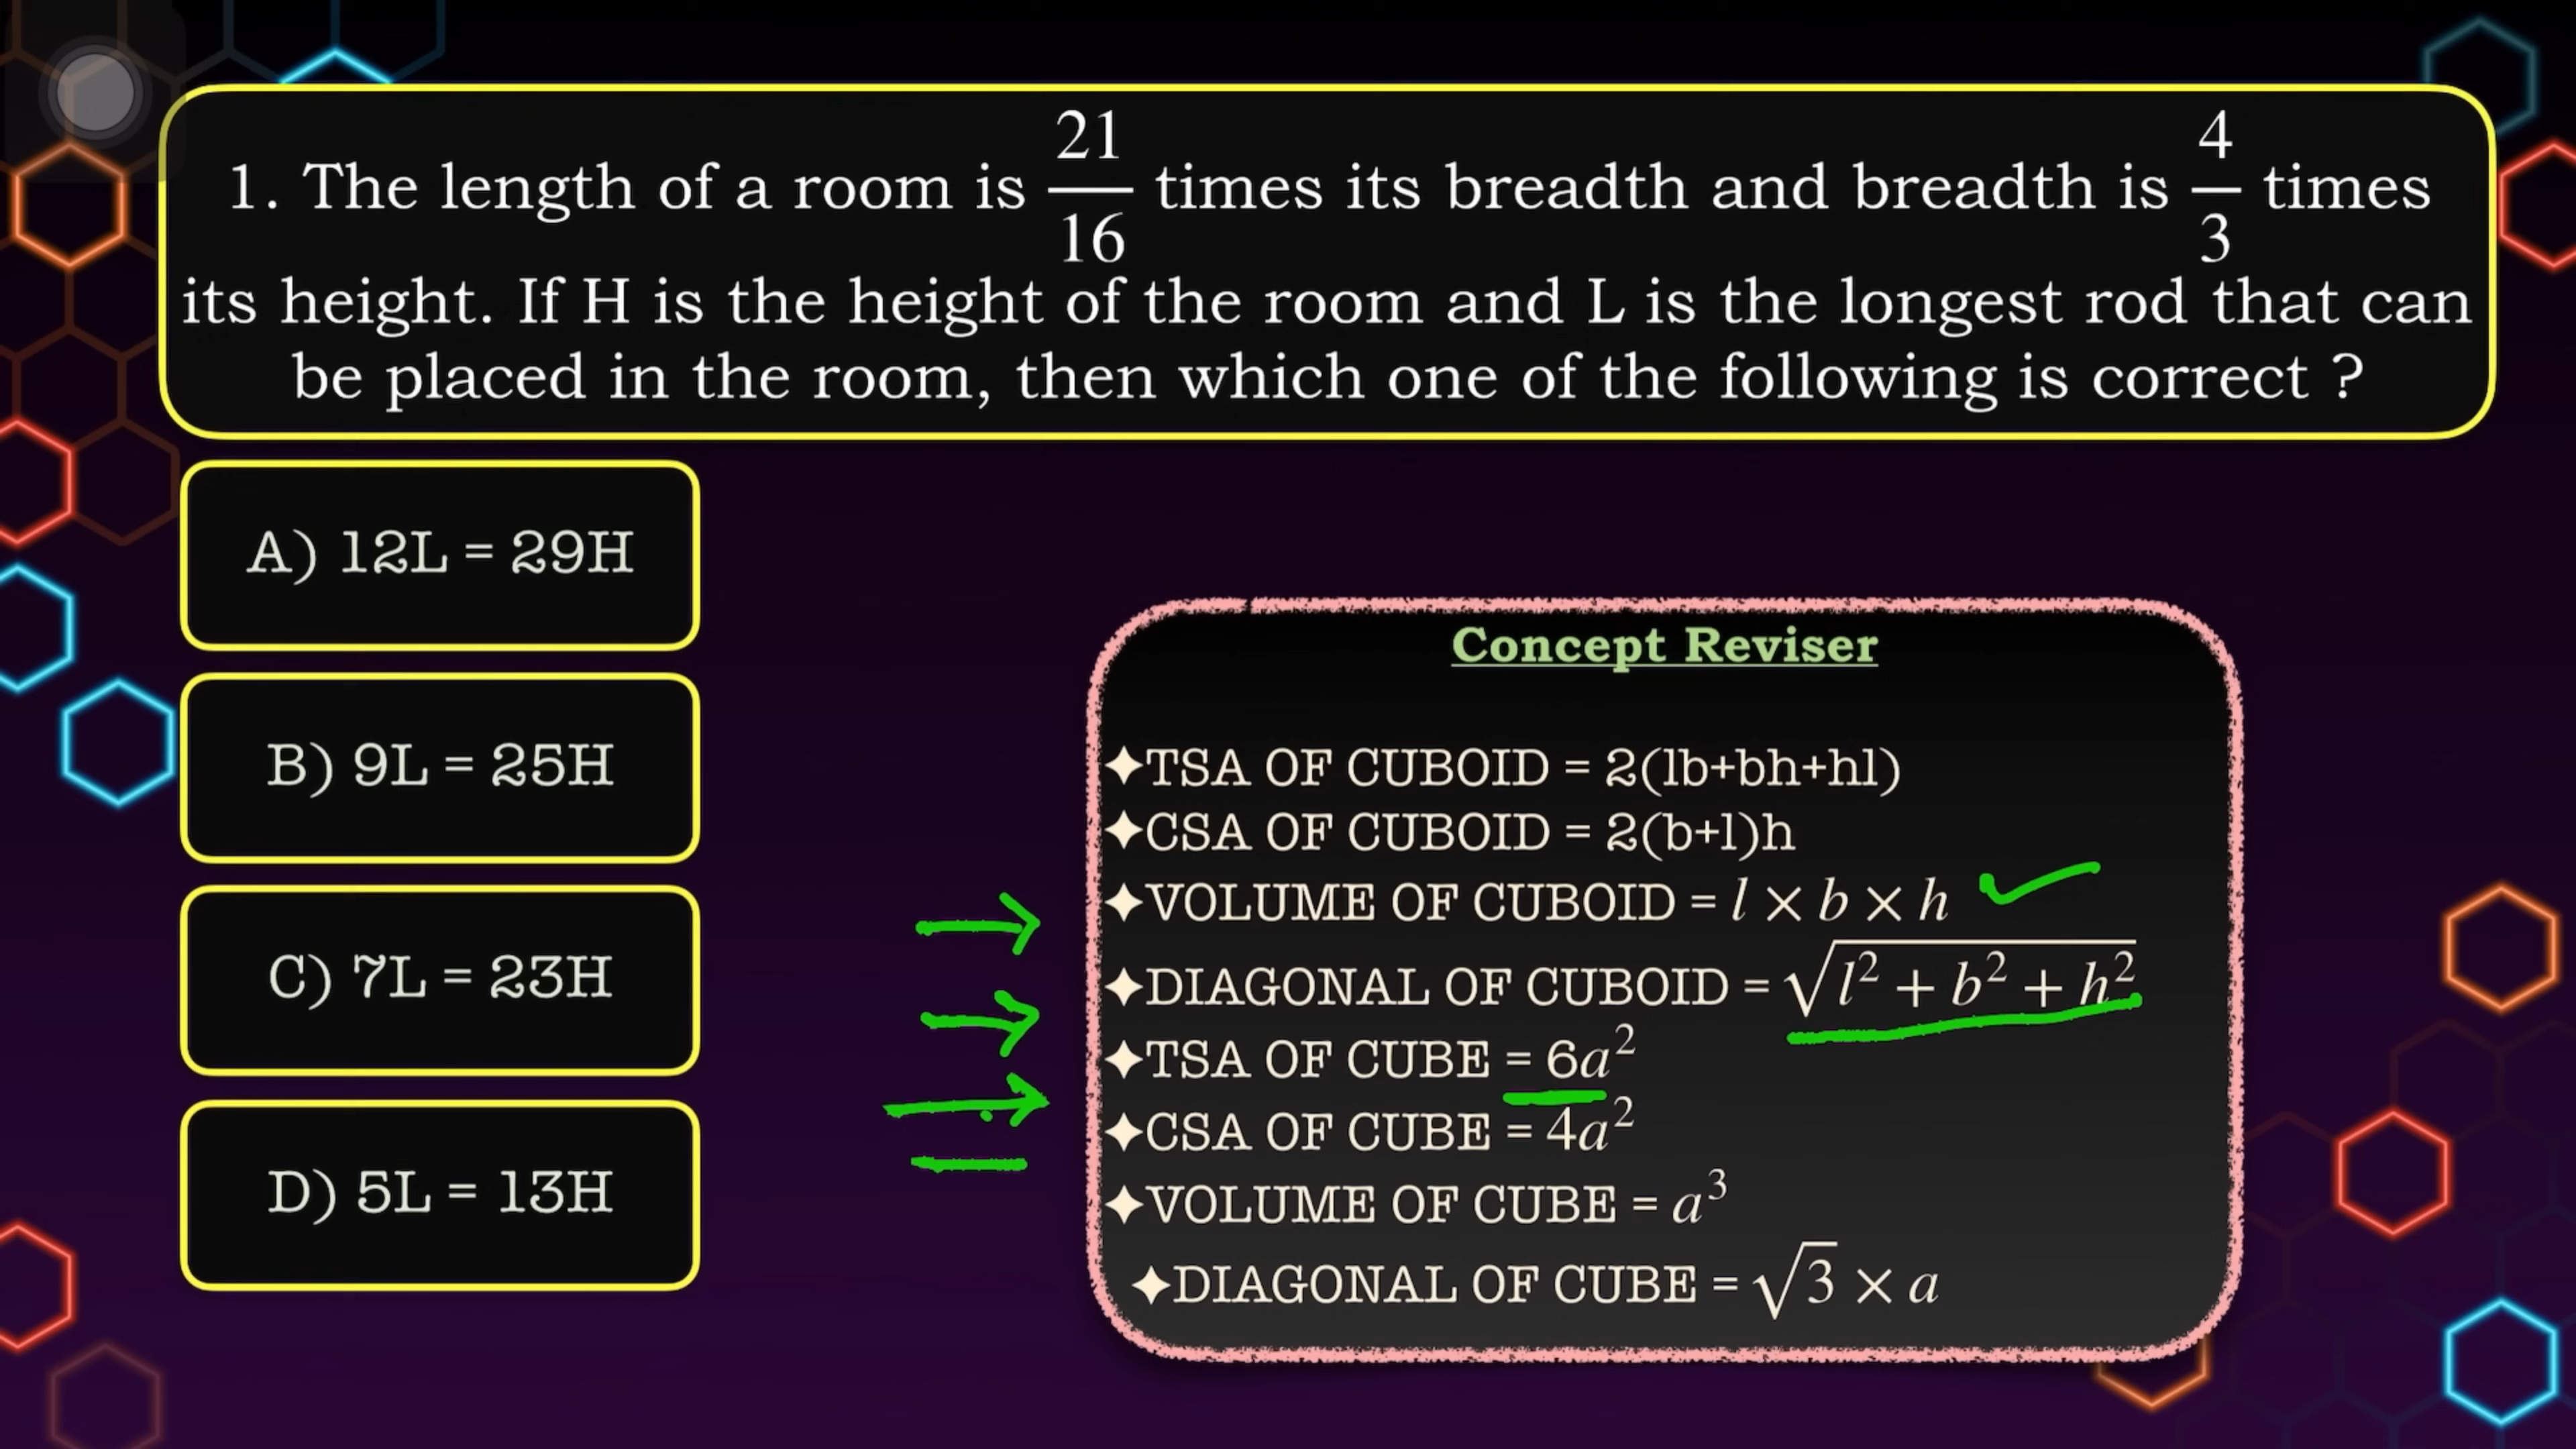 1. The length of a room is 21/16 times its breadth and breadth is 4/3 times
its height. If H is the height of the room and L is the longest rod that can
be placed in the room, then which one of the following is correct ?
A) 12L = 29H
B) 9L = 25H
C) 7L = 23H
D) 5L = 13H
Concept Reviser
✦TSA OF CUBOID = 2(lb+bh+hl)
✦CSA OF CUBOID = 2(b+l)h
✦VOLUME OF CUBOID = l × b × h
✦DIAGONAL OF CUBOID = √(l² + b² + h²)
✦TSA OF CUBE = 6a²
✦CSA OF CUBE = 4a²
✦VOLUME OF CUBE = a³
✦DIAGONAL OF CUBE = √3 × a